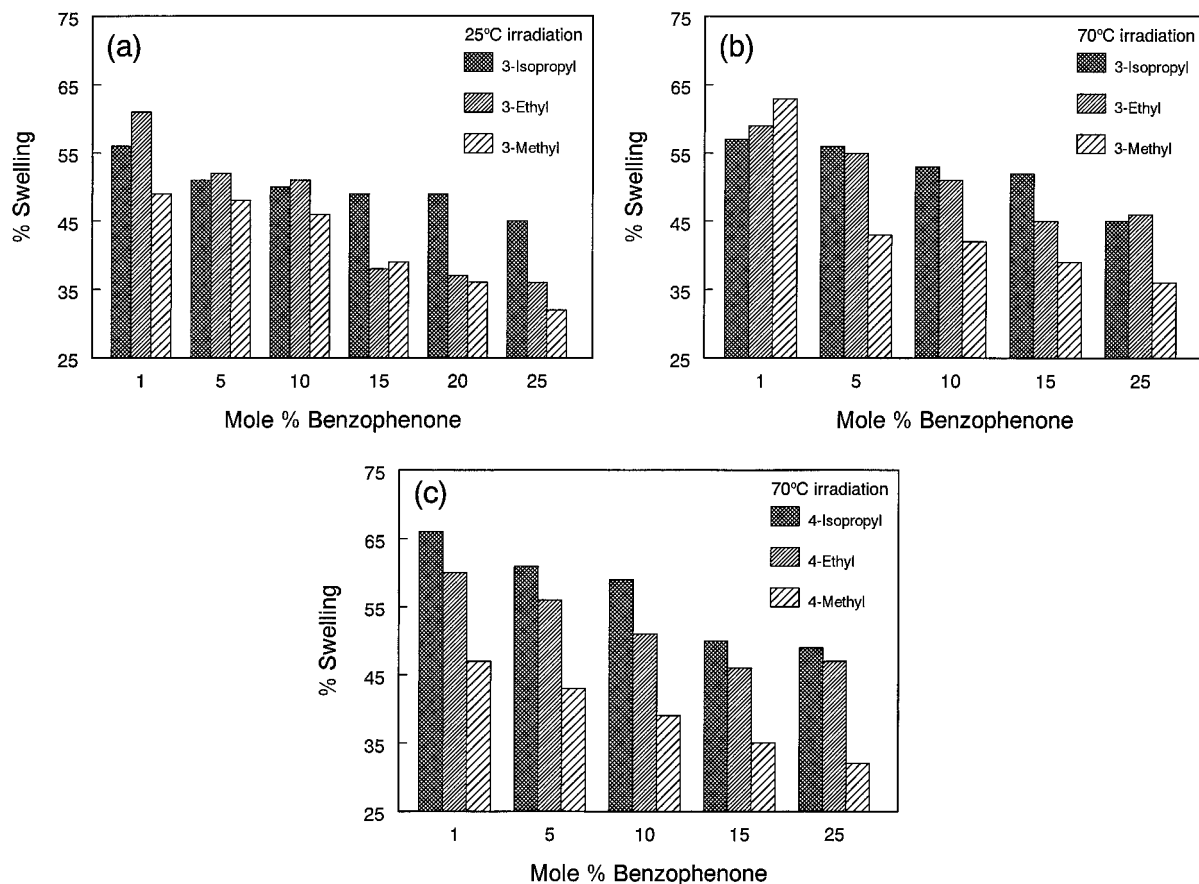 (a)
25°C irradiation
3-Isopropyl
3-Ethyl
3-Methyl
75
65
55
45
35
25
% Swelling
1 5 10 15 20 25
Mole % Benzophenone
(b)
70°C irradiation
3-Isopropyl
3-Ethyl
3-Methyl
75
65
55
45
35
25
% Swelling
1 5 10 15 25
Mole % Benzophenone
(c)
70°C irradiation
4-Isopropyl
4-Ethyl
4-Methyl
75
65
55
45
35
25
% Swelling
1 5 10 15 25
Mole % Benzophenone